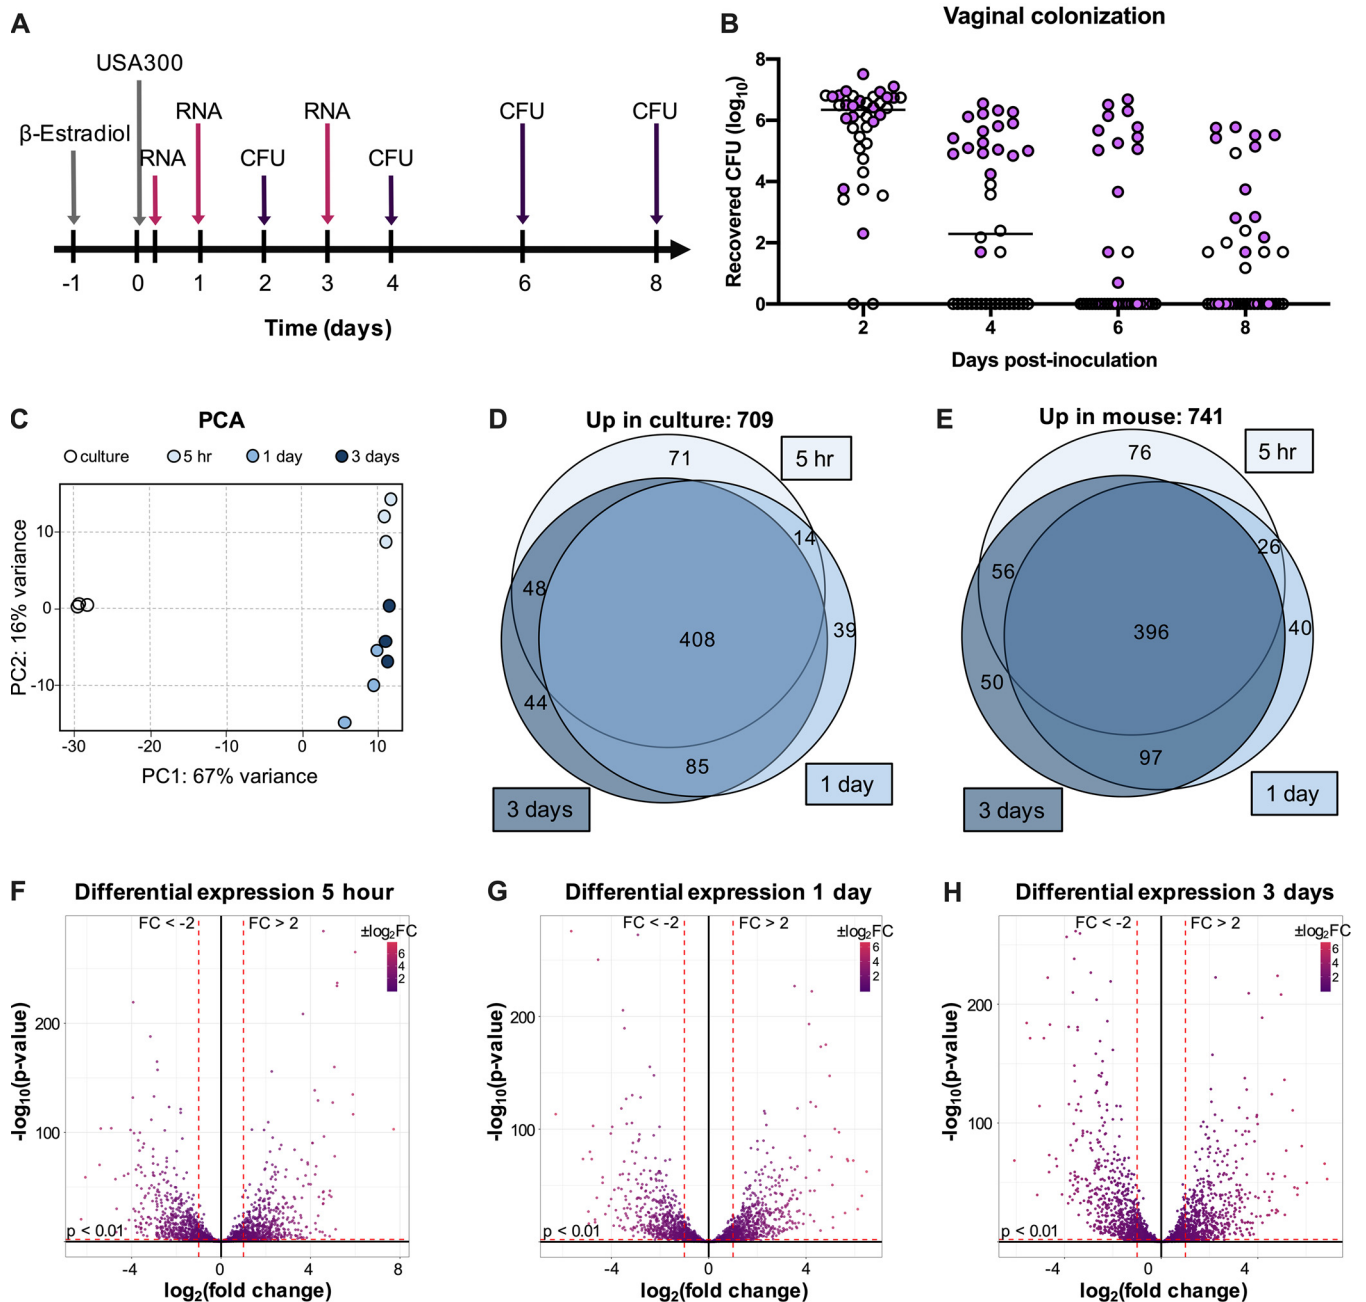 A
USA300
β-Estradiol
RNA
RNA
CFU
RNA
CFU
CFU
CFU
-1
0
1
2
3
4
6
8
Time (days)
B
Vaginal colonization
Recovered CFU (log10)
8
6
4
2
0
2
4
6
8
Days post-inoculation
C
PCA
culture
5 hr
1 day
3 days
PC2: 16% variance
10
0
-10
-30
-20
-10
0
10
PC1: 67% variance
D
Up in culture: 709
5 hr
71
14
48
408
39
44
85
3 days
1 day
E
Up in mouse: 741
5 hr
76
26
56
396
40
50
97
3 days
1 day
F
Differential expression 5 hour
FC < -2
FC > 2
±log2FC
6
4
2
-log10(p-value)
200
100
p < 0.01
-4
0
4
8
log2(fold change)
G
Differential expression 1 day
FC < -2
FC > 2
±log2FC
6
4
2
-log10(p-value)
200
100
p < 0.01
-4
0
4
log2(fold change)
H
Differential expression 3 days
FC < -2
FC > 2
±log2FC
6
4
2
-log10(p-value)
200
100
p < 0.01
-4
0
4
log2(fold change)